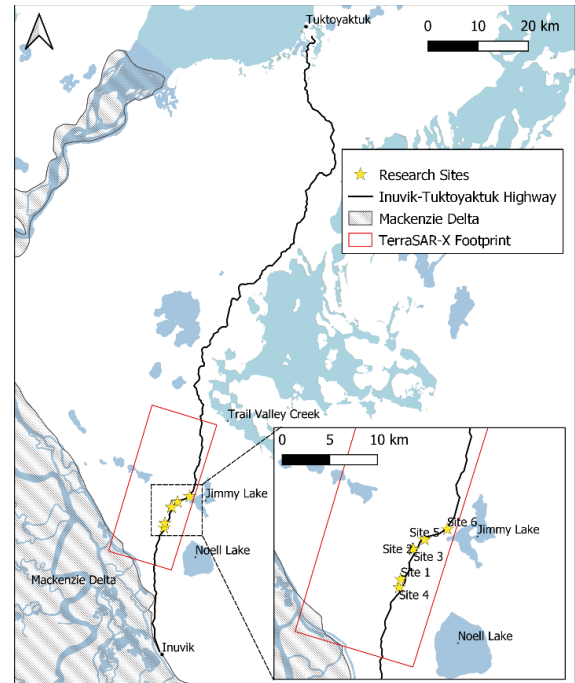 Tuktoyaktuk
0 10 20 km
Research Sites
Inuvik-Tuktoyaktuk Highway
Mackenzie Delta
TerraSAR-X Footprint
Trail Valley Creek
0 5 10 km
Jimmy Lake
Site 6
Site 5
Jimmy Lake
Site 2
Site 3
Noell Lake
Site 1
Mackenzie Delta
Site 4
Noell Lake
Inuvik